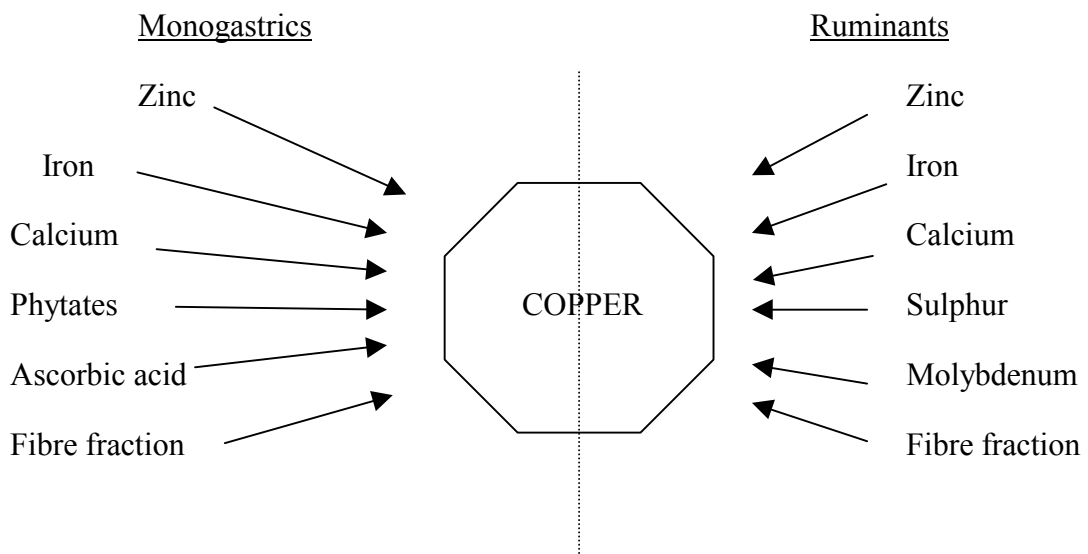 Monogastrics
Ruminants
Zinc
Zinc
Iron
Iron
Calcium
Calcium
Phytates
COPPER
Sulphur
Ascorbic acid
Molybdenum
Fibre fraction
Fibre fraction